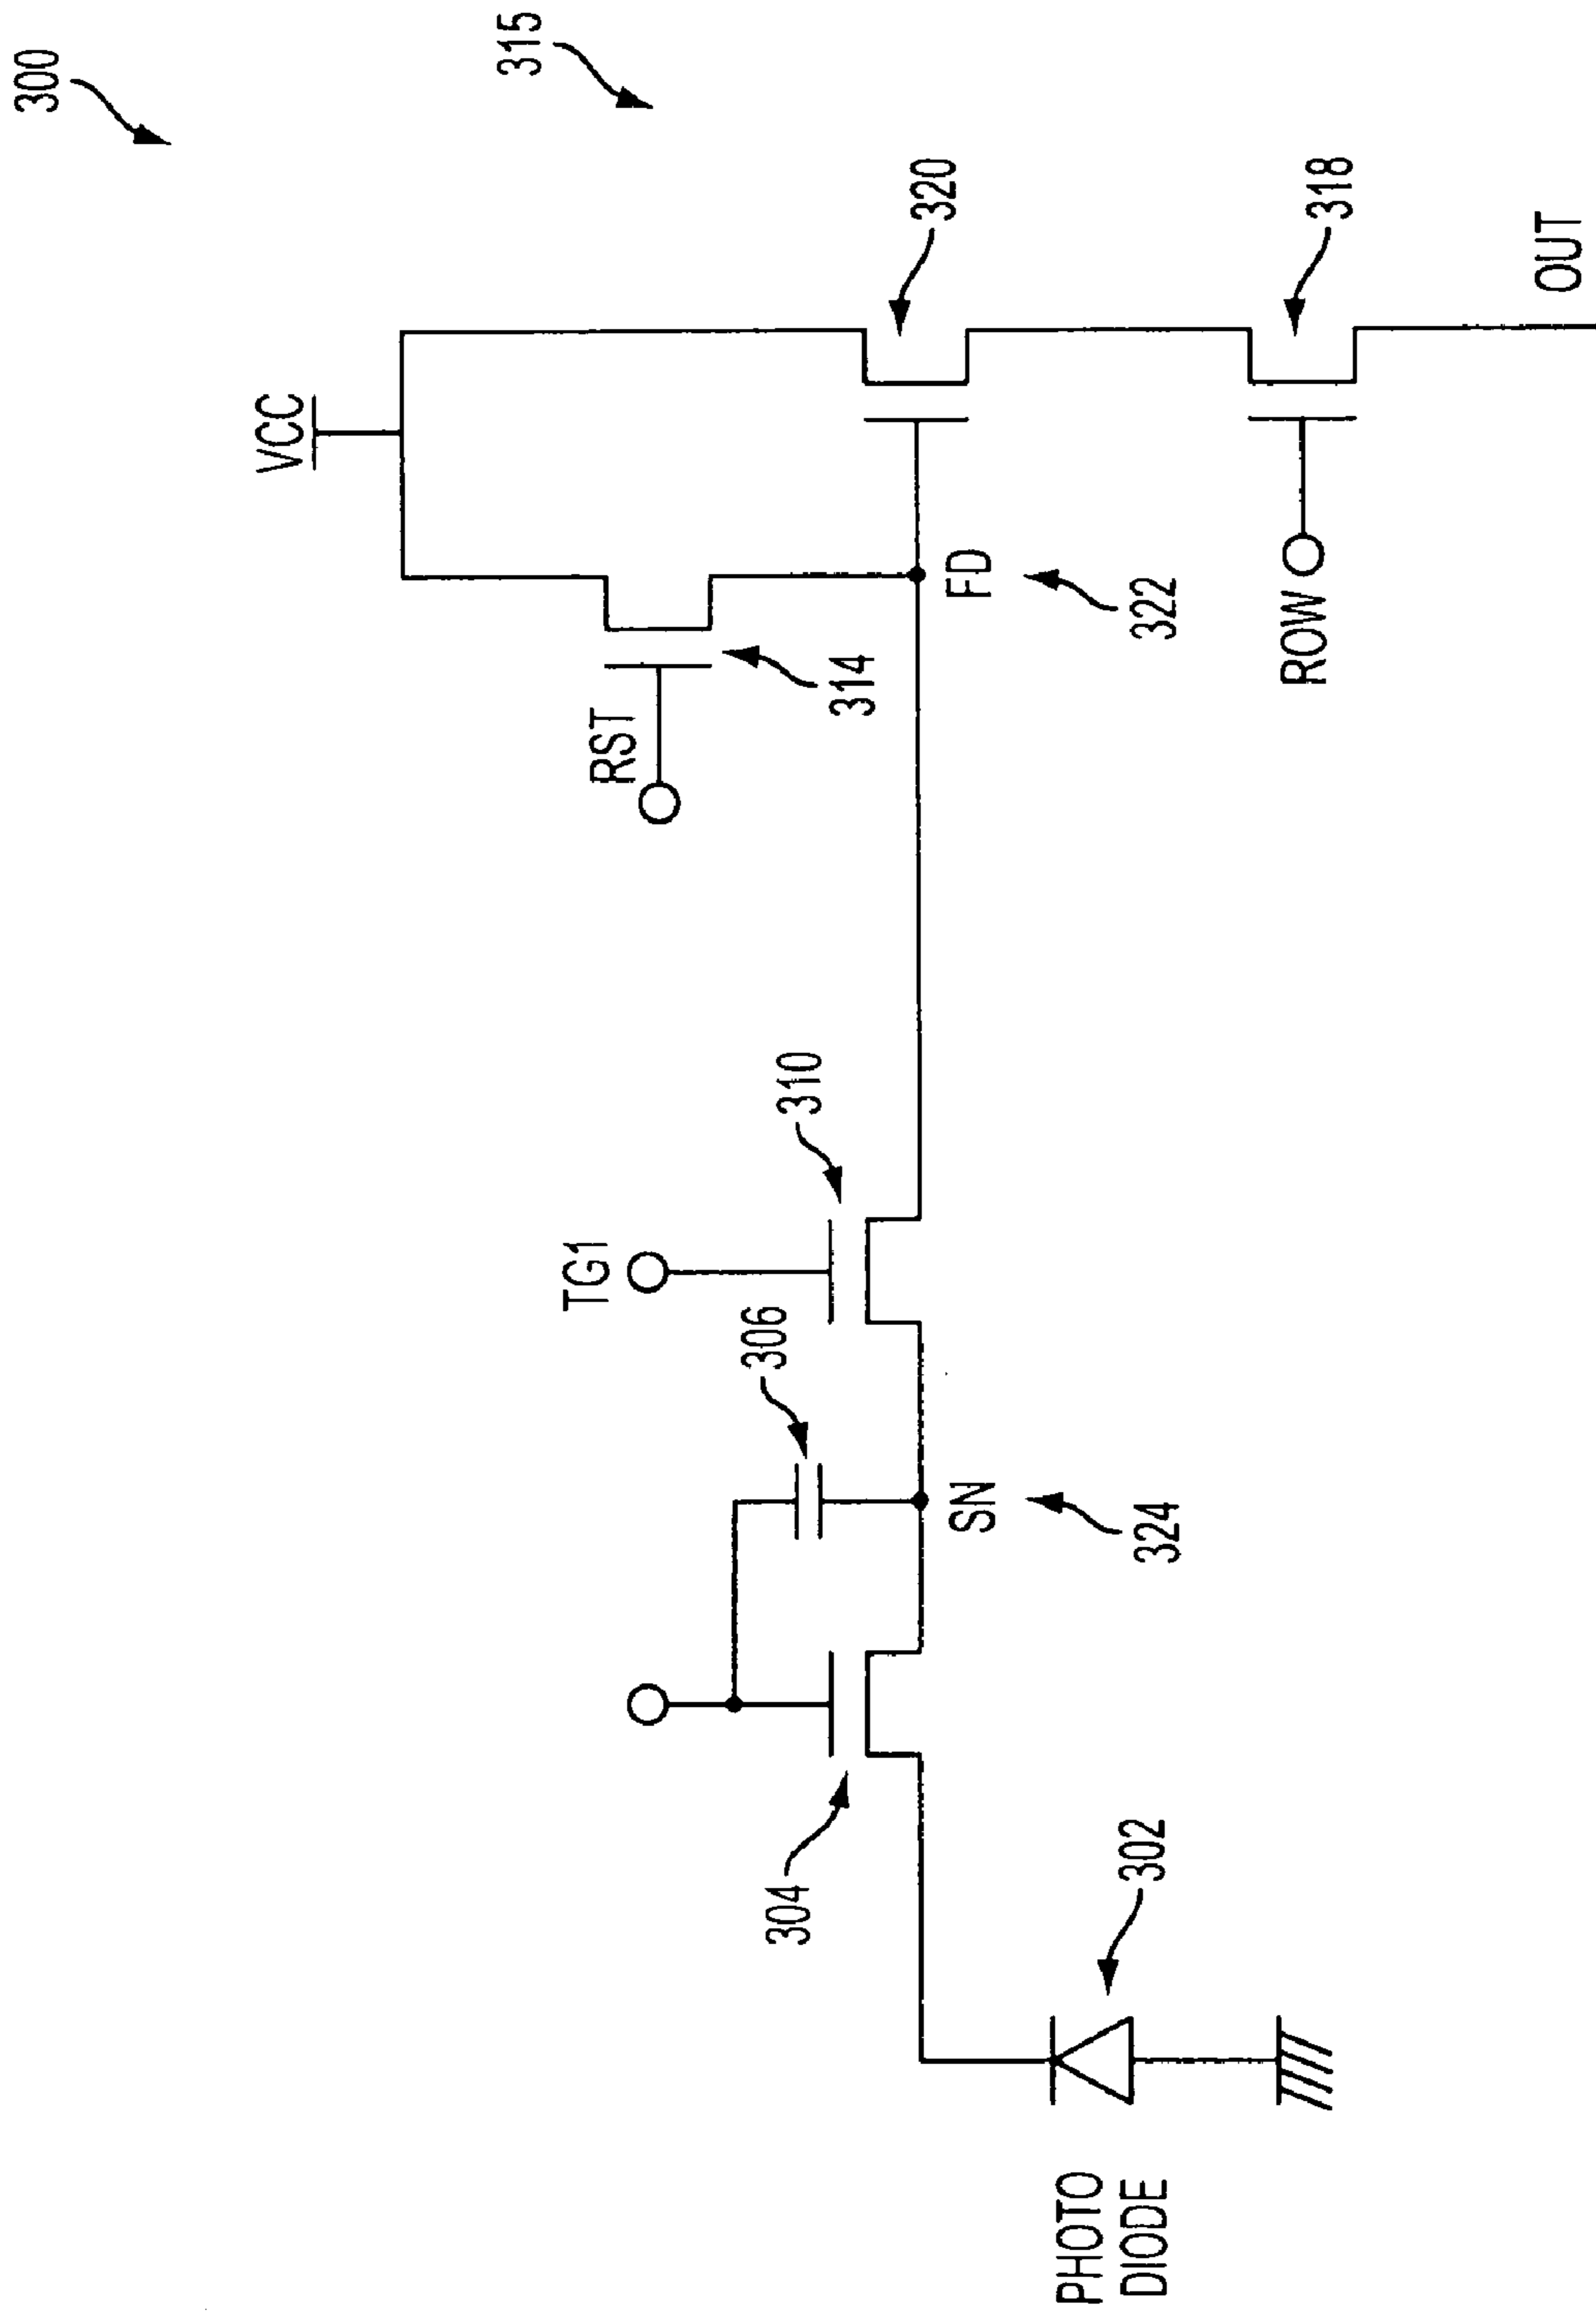 300
315
VCC
RST
314
320
FD
322
318
ROW
OUT
TG1
310
306
SN
324
304
302
PHOTO
DIODE